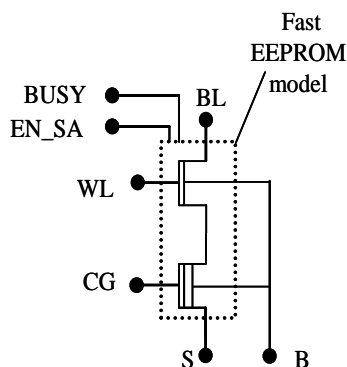 Fast
EEPROM
model
BUSY
BL
EN_SA
WL
CG
S
B